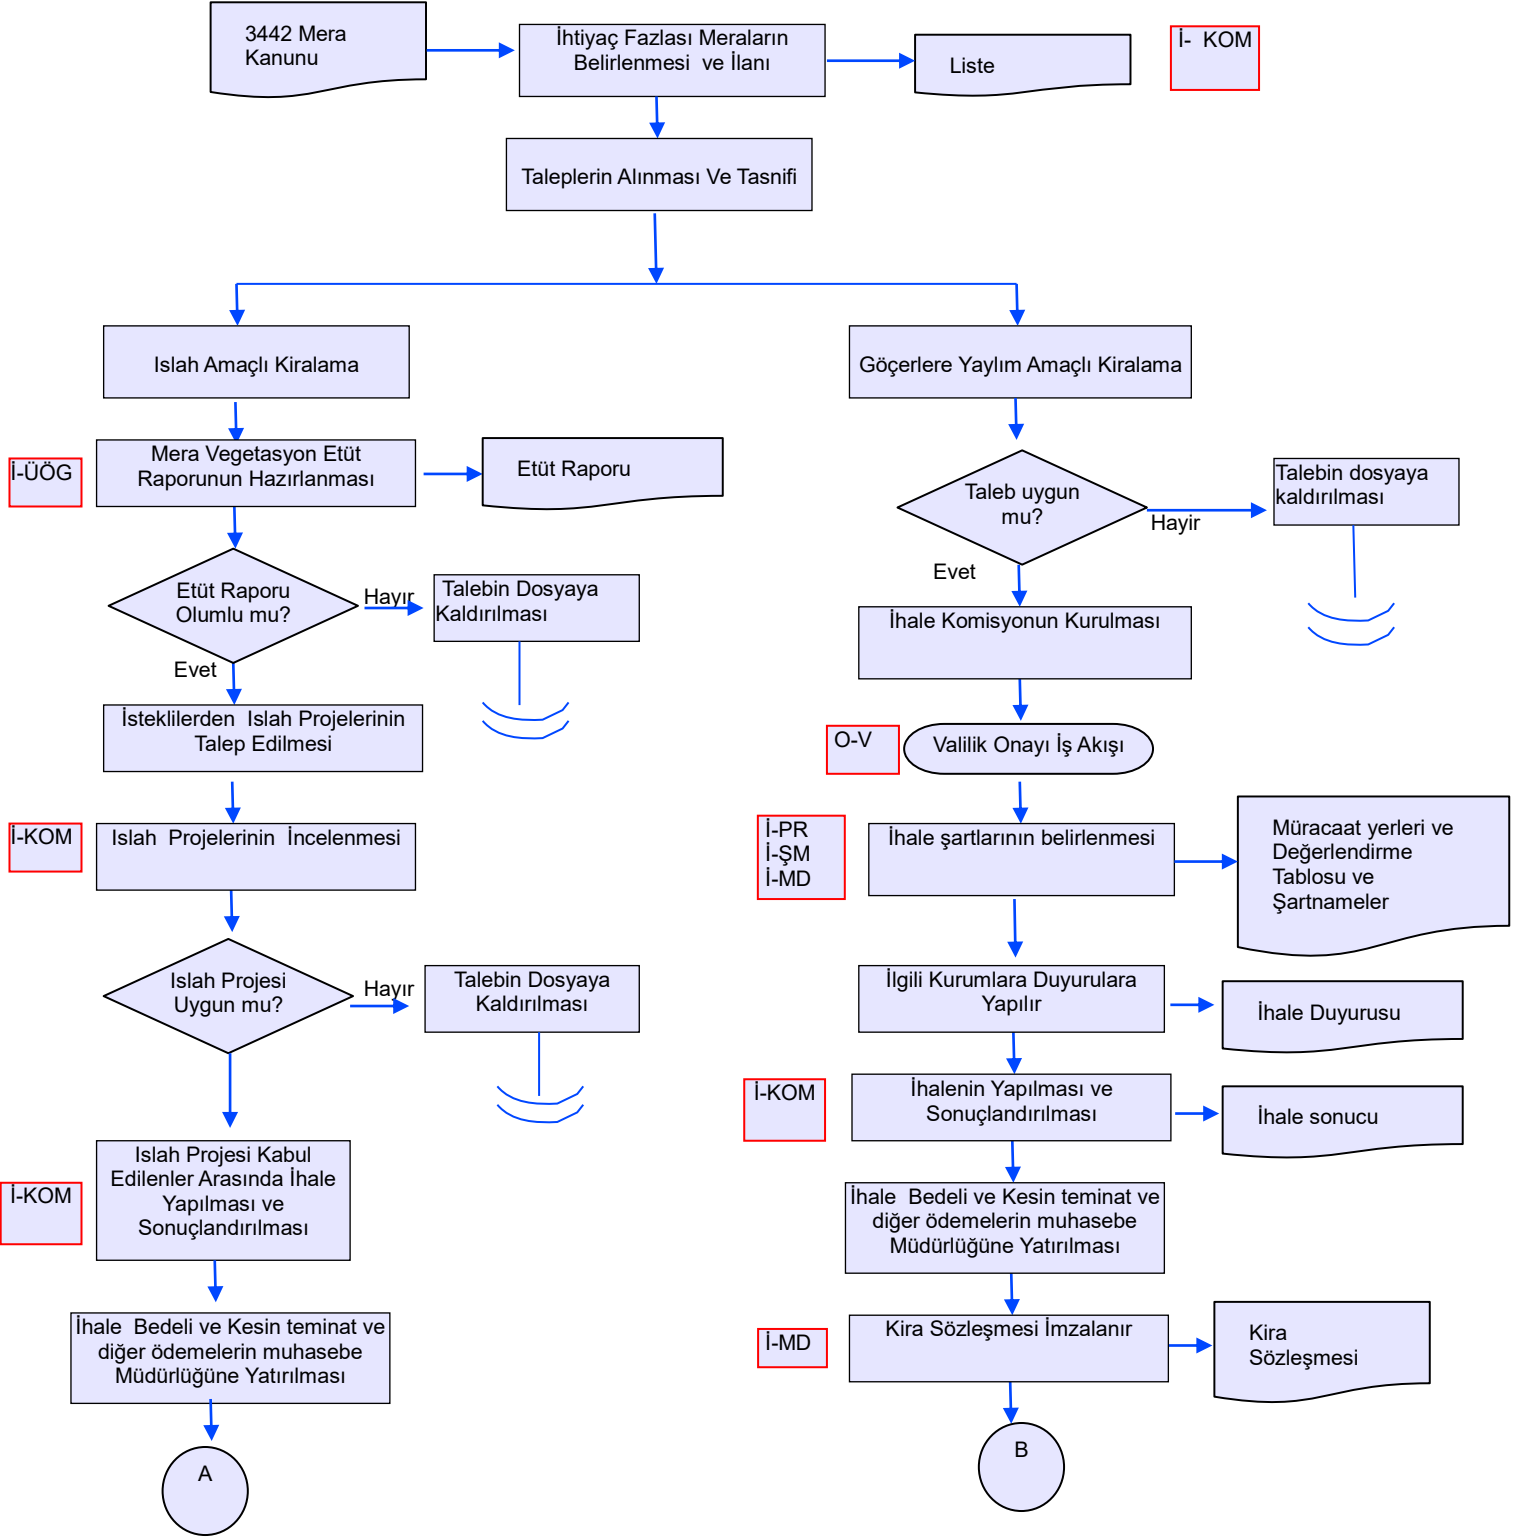 3442 Mera
Kanunu
İhtiyaç Fazlası Meraların
Belirlenmesi  ve İlanı
Liste
İ-  KOM
Taleplerin Alınması Ve Tasnifi
Islah Amaçlı Kiralama
Göçerlere Yaylım Amaçlı Kiralama
İ-ÜÖG
Mera Vegetasyon Etüt
Raporunun Hazırlanması
Etüt Raporu
Taleb uygun
mu?
Hayir
Talebin dosyaya
kaldırılması
Evet
Etüt Raporu
Olumlu mu?
Hayır
Talebin Dosyaya
Kaldırılması
Evet
İhale Komisyonun Kurulması
İsteklilerden  Islah Projelerinin
Talep Edilmesi
O-V
Valilik Onayı İş Akışı
İ-KOM
Islah  Projelerinin  İncelenmesi
İ-PR
İ-ŞM
İ-MD
İhale şartlarının belirlenmesi
Müracaat yerleri ve
Değerlendirme
Tablosu ve
Şartnameler
Islah Projesi
Uygun mu?
Hayır
Talebin Dosyaya
Kaldırılması
İlgili Kurumlara Duyurulara
Yapılır
İhale Duyurusu
İ-KOM
İhalenin Yapılması ve
Sonuçlandırılması
İhale sonucu
İ-KOM
Islah Projesi Kabul
Edilenler Arasında İhale
Yapılması ve
Sonuçlandırılması
İhale  Bedeli ve Kesin teminat ve
diğer ödemelerin muhasebe
Müdürlüğüne Yatırılması
İhale  Bedeli ve Kesin teminat ve
diğer ödemelerin muhasebe
Müdürlüğüne Yatırılması
İ-MD
Kira Sözleşmesi İmzalanır
Kira
Sözleşmesi
A
B